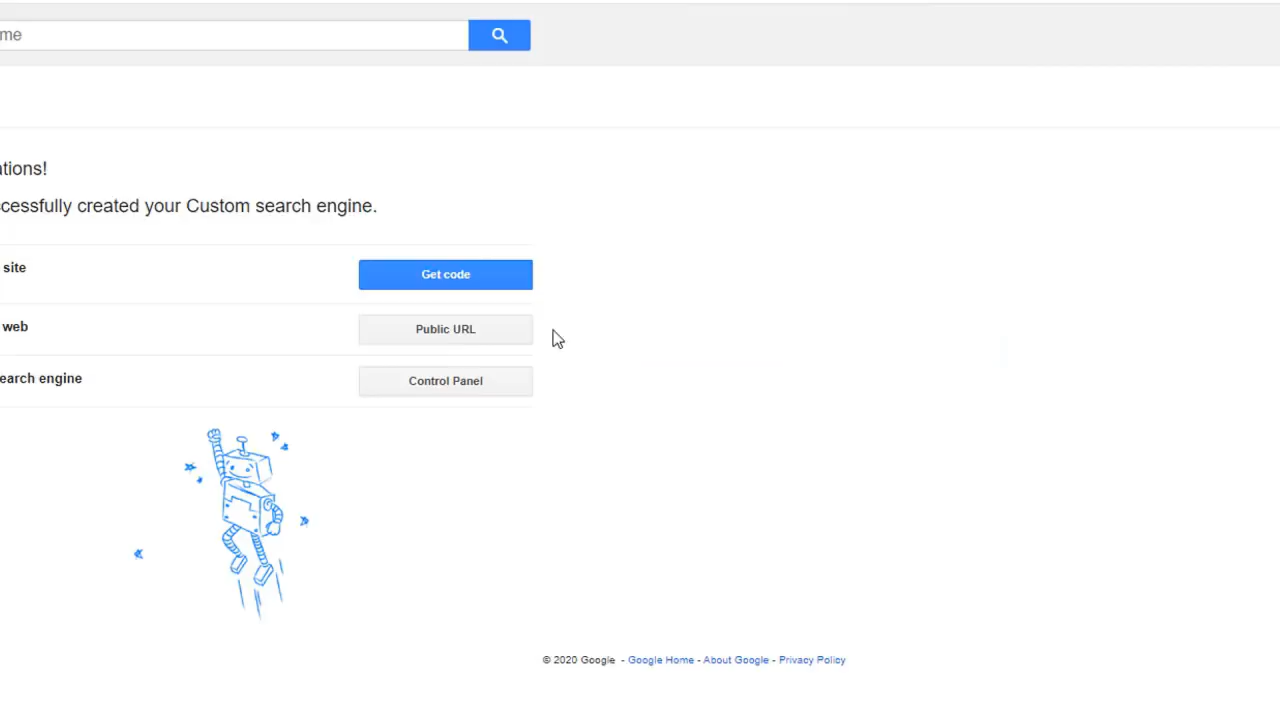 me
ations!
ccessfully created your Custom search engine.
site
Get code
web
Public URL
earch engine
Control Panel
© 2020 Google - Google Home - About Google - Privacy Policy